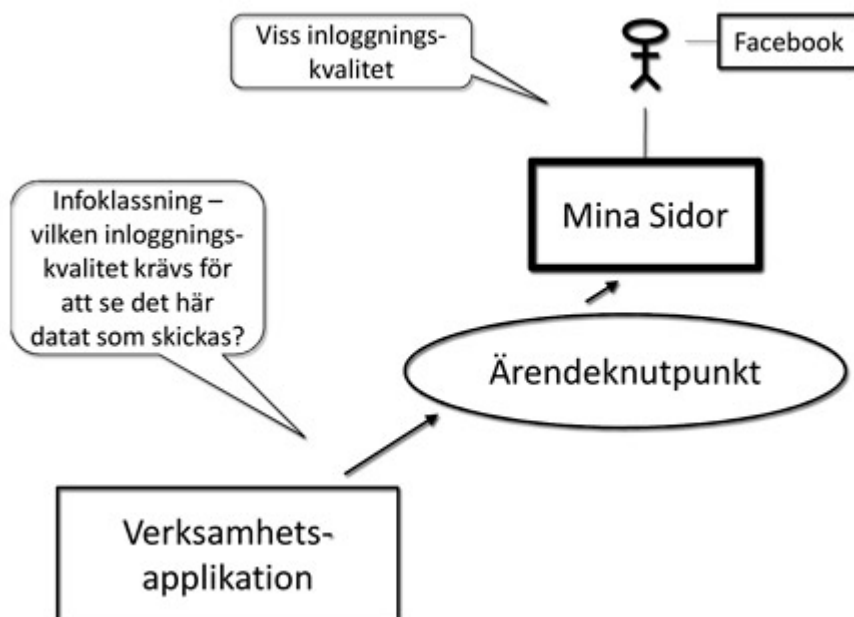 Viss inloggnings-
kvalitet
Facebook
Mina Sidor
Infoklassning –
vilken inloggnings-
kvalitet krävs för
att se det här
datat som skickas?
Ärendeknutpunkt
Verksamhets-
applikation